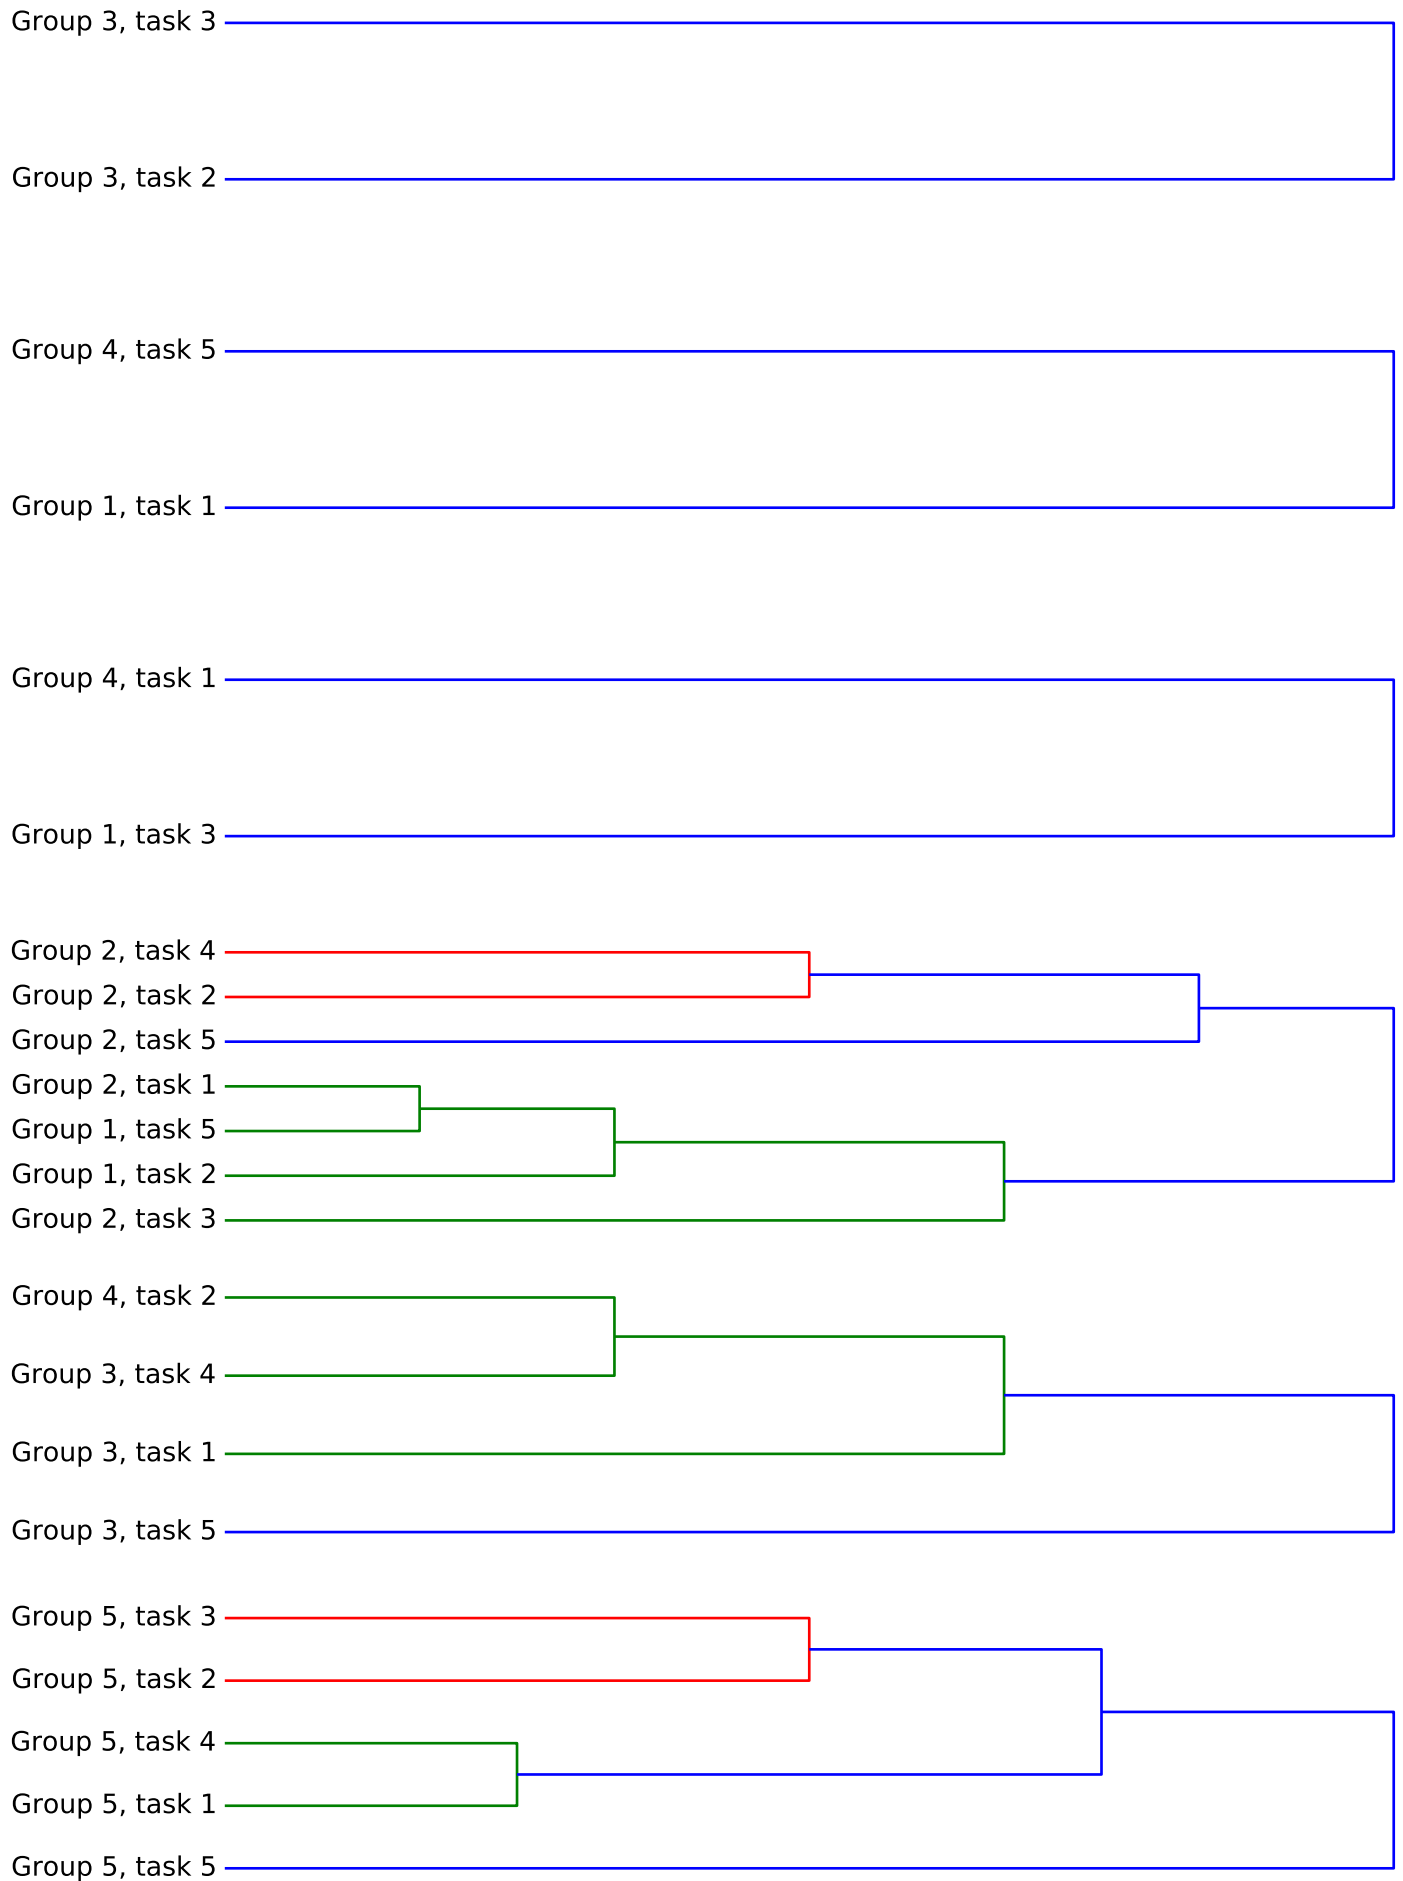 Group 3, task 3
Group 3, task 2
Group 4, task 5
Group 1, task 1
Group 4, task 1
Group 1, task 3
Group 2, task 4
Group 2, task 2
Group 2, task 5
Group 2, task 1
Group 1, task 5
Group 1, task 2
Group 2, task 3
Group 4, task 2
Group 3, task 4
Group 3, task 1
Group 3, task 5
Group 5, task 3
Group 5, task 2
Group 5, task 4
Group 5, task 1
Group 5, task 5